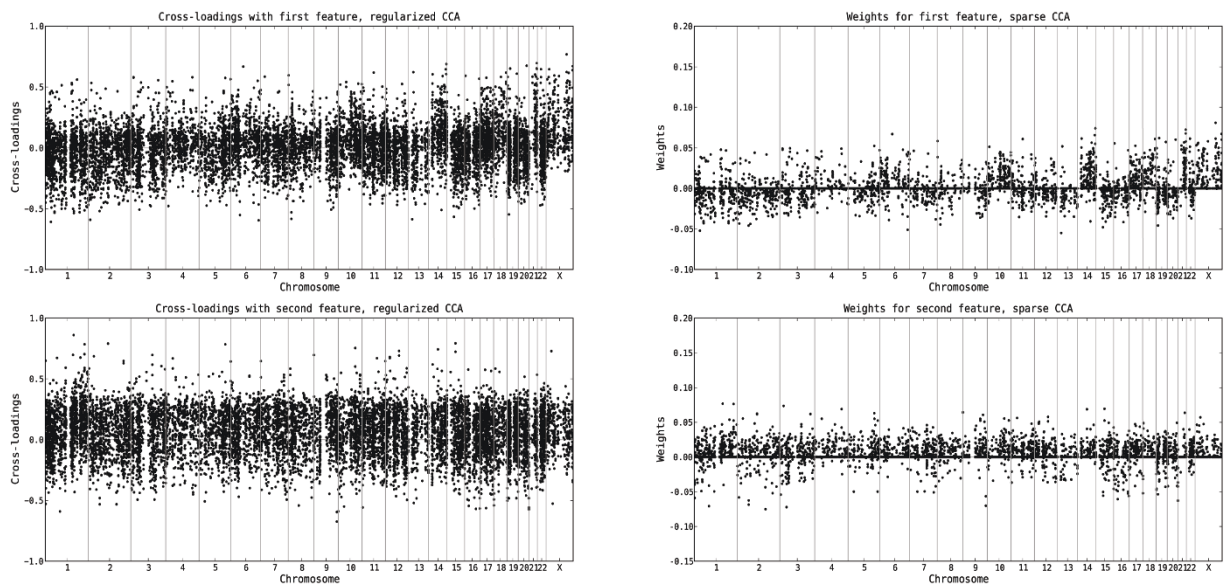 Cross-loadings with first feature, regularized CCA
1.0
0.5
0.0
−0.5
−1.0
Cross-loadings
1 2 3 4 5 6 7 8 9 10 11 12 13 14 15 16 17 18 19 20 21 22 X
Chromosome
Weights for first feature, sparse CCA
0.20
0.15
0.10
0.05
0.00
−0.05
−0.10
Weights
1 2 3 4 5 6 7 8 9 10 11 12 13 14 15 16 17 18 19 20 21 22 X
Chromosome
Cross-loadings with second feature, regularized CCA
1.0
0.5
0.0
−0.5
−1.0
Cross-loadings
1 2 3 4 5 6 7 8 9 10 11 12 13 14 15 16 17 18 19 20 21 22 X
Chromosome
Weights for second feature, sparse CCA
0.20
0.15
0.10
0.05
0.00
−0.05
−0.10
−0.15
Weights
1 2 3 4 5 6 7 8 9 10 11 12 13 14 15 16 17 18 19 20 21 22 X
Chromosome